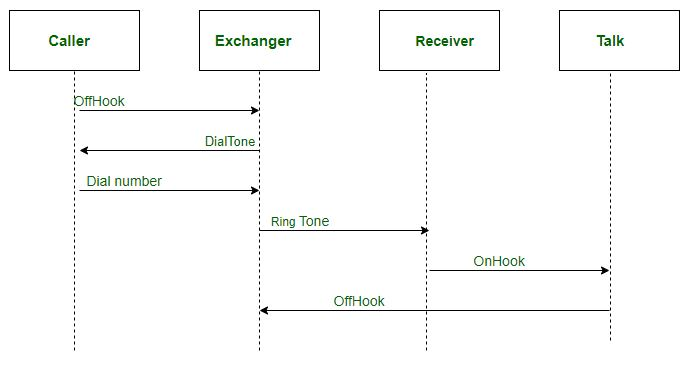 Caller
Exchanger
Receiver
Talk
OffHook
DialTone
Dial number
Ring Tone
OnHook
OffHook